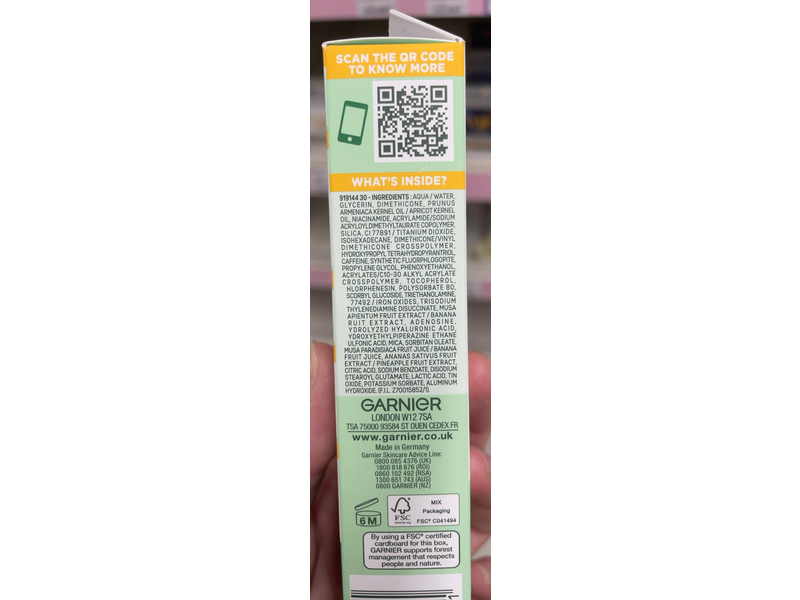 SCAN THE QR CODE
TO KNOW MORE
WHAT'S INSIDE?
919144 30 - INGREDIENTS : AQUA / WATER,
GLYCERIN, DIMETHICONE, PRUNUS
ARMENIACA KERNEL OIL / APRICOT KERNEL
OIL, NIACINAMIDE, ACRYLAMIDE/SODIUM
ACRYLOYLDIMETHYLTAURATE COPOLYMER,
SILICA, CI 77891 / TITANIUM DIOXIDE,
ISOHEXADECANE, DIMETHICONE/VINYL
DIMETHICONE CROSSPOLYMER,
HYDROXYPROPYL TETRAHYDROPYRANTRIOL,
CAFFEINE, SYNTHETIC FLUORPHLOGOPITE,
PROPYLENE GLYCOL, PHENOXYETHANOL,
ACRYLATES/C10-30 ALKYL ACRYLATE
CROSSPOLYMER, TOCOPHEROL,
HLORPHENESIN, POLYSORBATE 80,
SCORBYL GLUCOSIDE, TRIETHANOLAMINE,
77492 / IRON OXIDES, TRISODIUM
THYLENEDIAMINE DISUCCINATE, MUSA
APIENTUM FRUIT EXTRACT / BANANA
RUIT EXTRACT, ADENOSINE,
YDROLYZED HYALURONIC ACID,
YDROXYETHYLPIPERAZINE ETHANE
ULFONIC ACID, MICA, SORBITAN OLEATE,
MUSA PARADISIACA FRUIT JUICE / BANANA
FRUIT JUICE, ANANAS SATIVUS FRUIT
EXTRACT / PINEAPPLE FRUIT EXTRACT,
CITRIC ACID, SODIUM BENZOATE, DISODIUM
STEAROYL GLUTAMATE, LACTIC ACID, TIN
OXIDE, POTASSIUM SORBATE, ALUMINUM
HYDROXIDE. (F.I.L. Z70015852/1).
GARNIER
LONDON W12 7SA
TSA 75000 93584 ST OUEN CEDEX FR
www.garnier.co.uk
Made in Germany
Garnier Skincare Advice Line:
0800 085 4376 (UK)
1800 818 676 (ROI)
0860 102 492 (RSA)
1300 651 743 (AUS)
0800 GARNIER (NZ)
6 M
FSC
MIX
Packaging
FSC® C041494
By using a FSC® certified
cardboard for this box,
GARNIER supports forest
management that respects
people and nature.